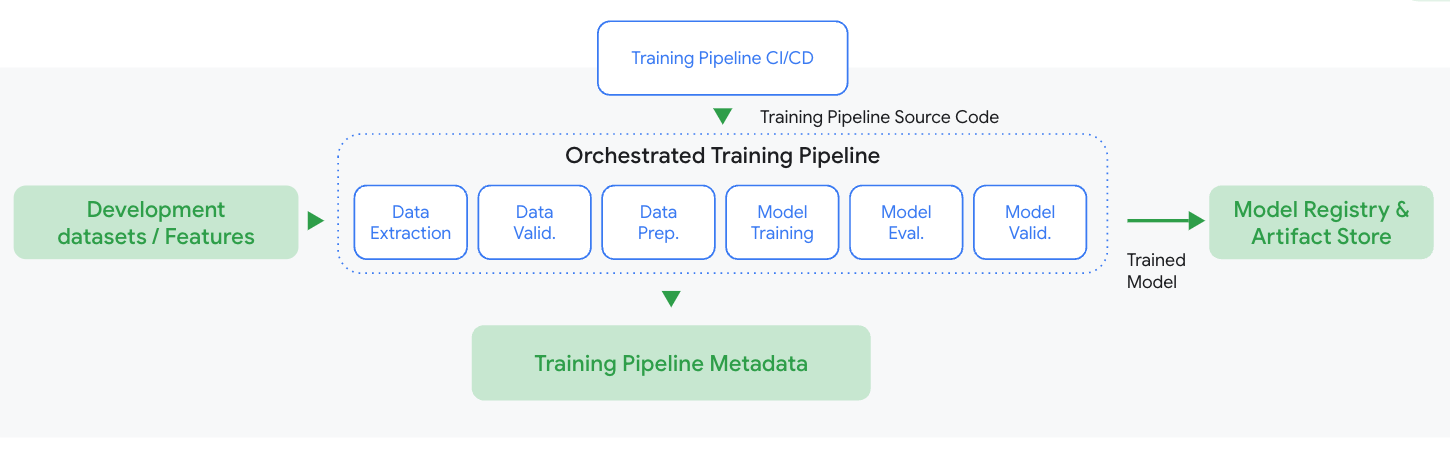 Training Pipeline CI/CD
Training Pipeline Source Code
Orchestrated Training Pipeline
Development
datasets / Features
Data
Extraction
Data
Valid.
Data
Prep.
Model
Training
Model
Eval.
Model
Valid.
Trained
Model
Model Registry &
Artifact Store
Training Pipeline Metadata